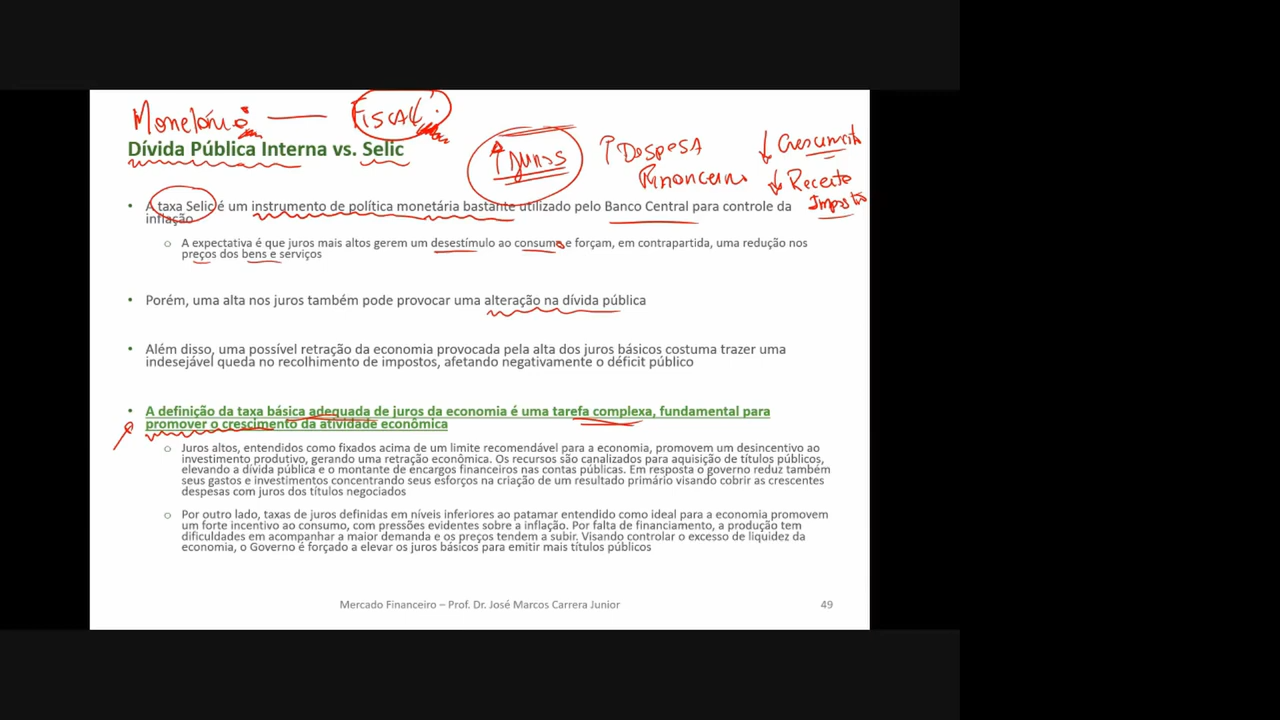 Monetária — Fiscal
Dívida Pública Interna vs. Selic
↑ Juros ↑ Despesa ↓ Crescimento
Financeira ↓ Receita
Impostos
• A taxa Selic é um instrumento de política monetária bastante utilizado pelo Banco Central para controle da
inflação
○ A expectativa é que juros mais altos gerem um desestímulo ao consumo e forçam, em contrapartida, uma redução nos
preços dos bens e serviços
• Porém, uma alta nos juros também pode provocar uma alteração na dívida pública
• Além disso, uma possível retração da economia provocada pela alta dos juros básicos costuma trazer uma
indesejável queda no recolhimento de impostos, afetando negativamente o déficit público
• A definição da taxa básica adequada de juros da economia é uma tarefa complexa, fundamental para
promover o crescimento da atividade econômica
○ Juros altos, entendidos como fixados acima de um limite recomendável para a economia, promovem um desincentivo ao
investimento produtivo, gerando uma retração econômica. Os recursos são canalizados para aquisição de títulos públicos,
elevando a dívida pública e o montante de encargos financeiros nas contas públicas. Em resposta o governo reduz também
seus gastos e investimentos concentrando seus esforços na criação de um resultado primário visando cobrir as crescentes
despesas com juros dos títulos negociados
○ Por outro lado, taxas de juros definidas em níveis inferiores ao patamar entendido como ideal para a economia promovem
um forte incentivo ao consumo, com pressões evidentes sobre a inflação. Por falta de financiamento, a produção tem
dificuldades em acompanhar a maior demanda e os preços tendem a subir. Visando controlar o excesso de liquidez da
economia, o Governo é forçado a elevar os juros básicos para emitir mais títulos públicos
Mercado Financeiro – Prof. Dr. José Marcos Carrera Junior 49